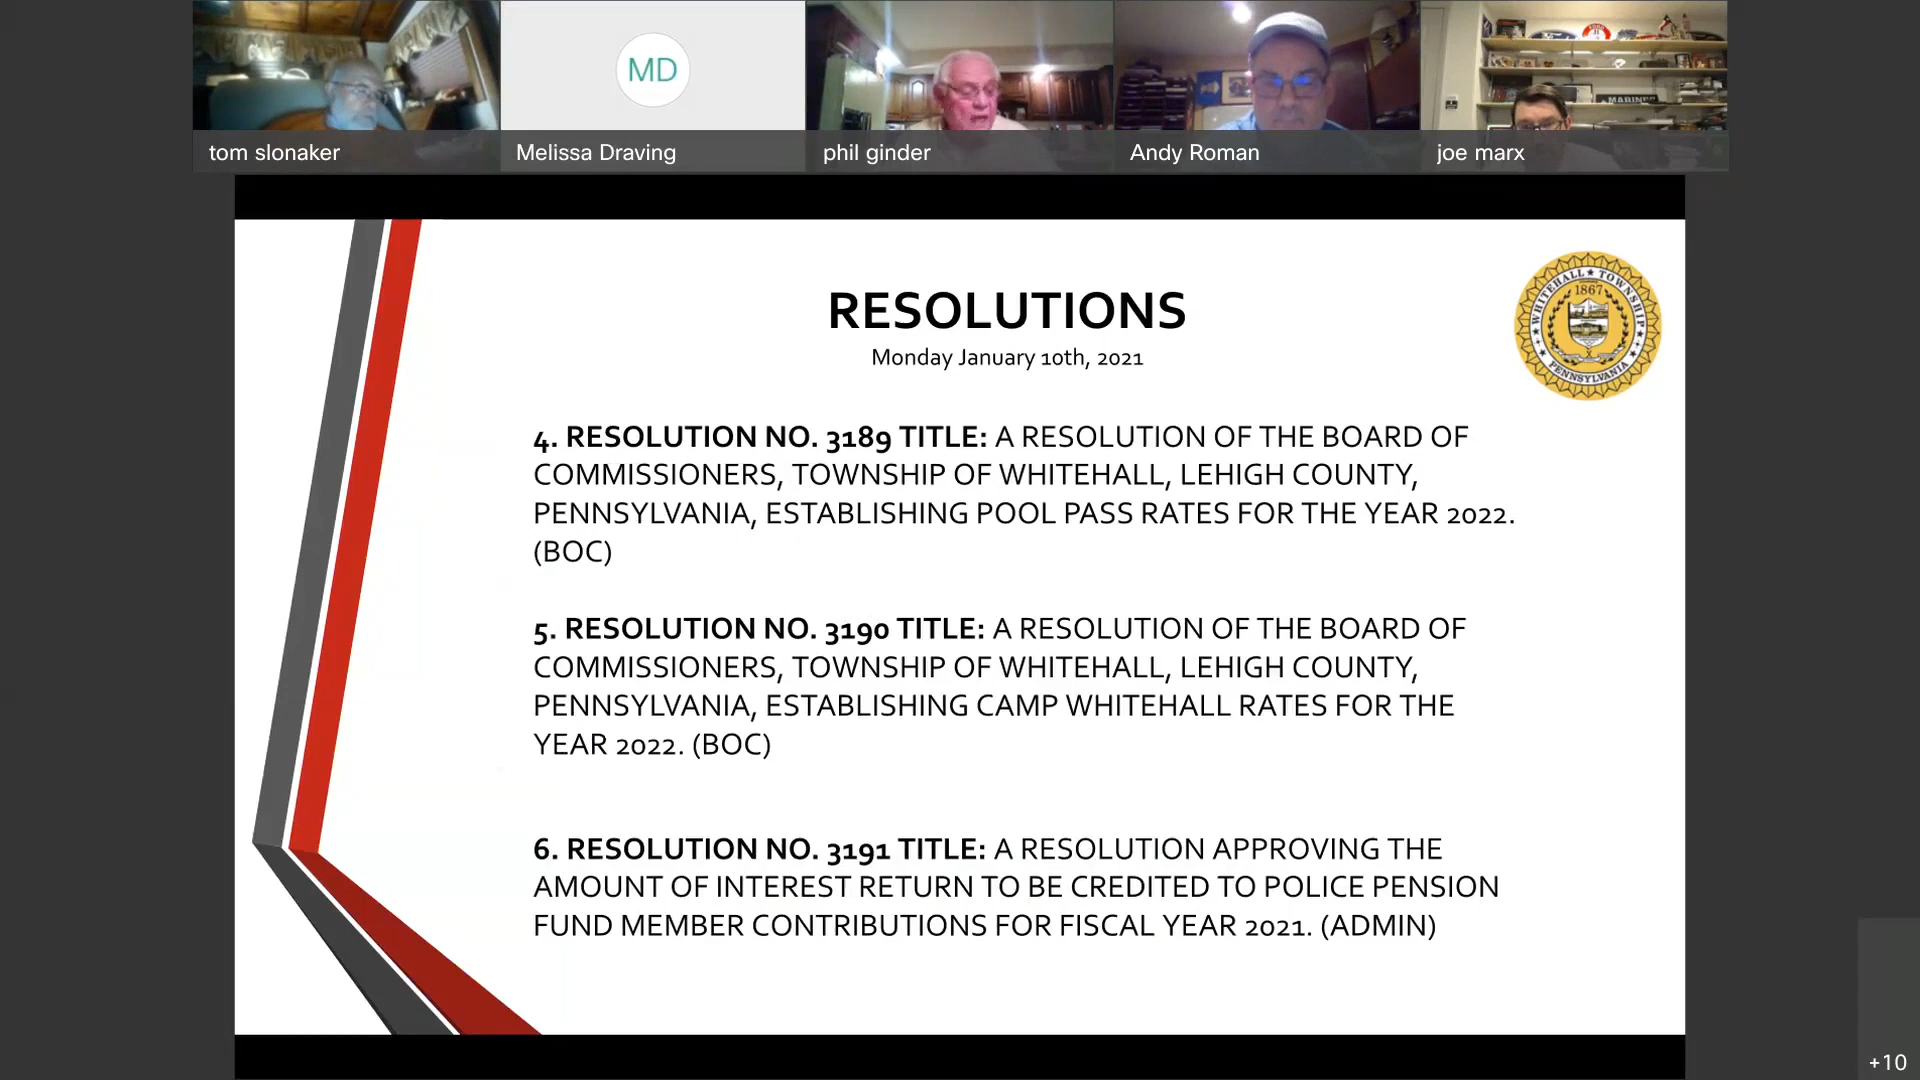 MD
MARINES
tom slonaker
Melissa Draving
phil ginder
Andy Roman
joe marx
RESOLUTIONS
Monday January 10th, 2021
WHITEHALL ★ TOWNSHIP
1867
PENNSYLVANIA
4. RESOLUTION NO. 3189 TITLE: A RESOLUTION OF THE BOARD OF
COMMISSIONERS, TOWNSHIP OF WHITEHALL, LEHIGH COUNTY,
PENNSYLVANIA, ESTABLISHING POOL PASS RATES FOR THE YEAR 2022.
(BOC)
5. RESOLUTION NO. 3190 TITLE: A RESOLUTION OF THE BOARD OF
COMMISSIONERS, TOWNSHIP OF WHITEHALL, LEHIGH COUNTY,
PENNSYLVANIA, ESTABLISHING CAMP WHITEHALL RATES FOR THE
YEAR 2022. (BOC)
6. RESOLUTION NO. 3191 TITLE: A RESOLUTION APPROVING THE
AMOUNT OF INTEREST RETURN TO BE CREDITED TO POLICE PENSION
FUND MEMBER CONTRIBUTIONS FOR FISCAL YEAR 2021. (ADMIN)
+10